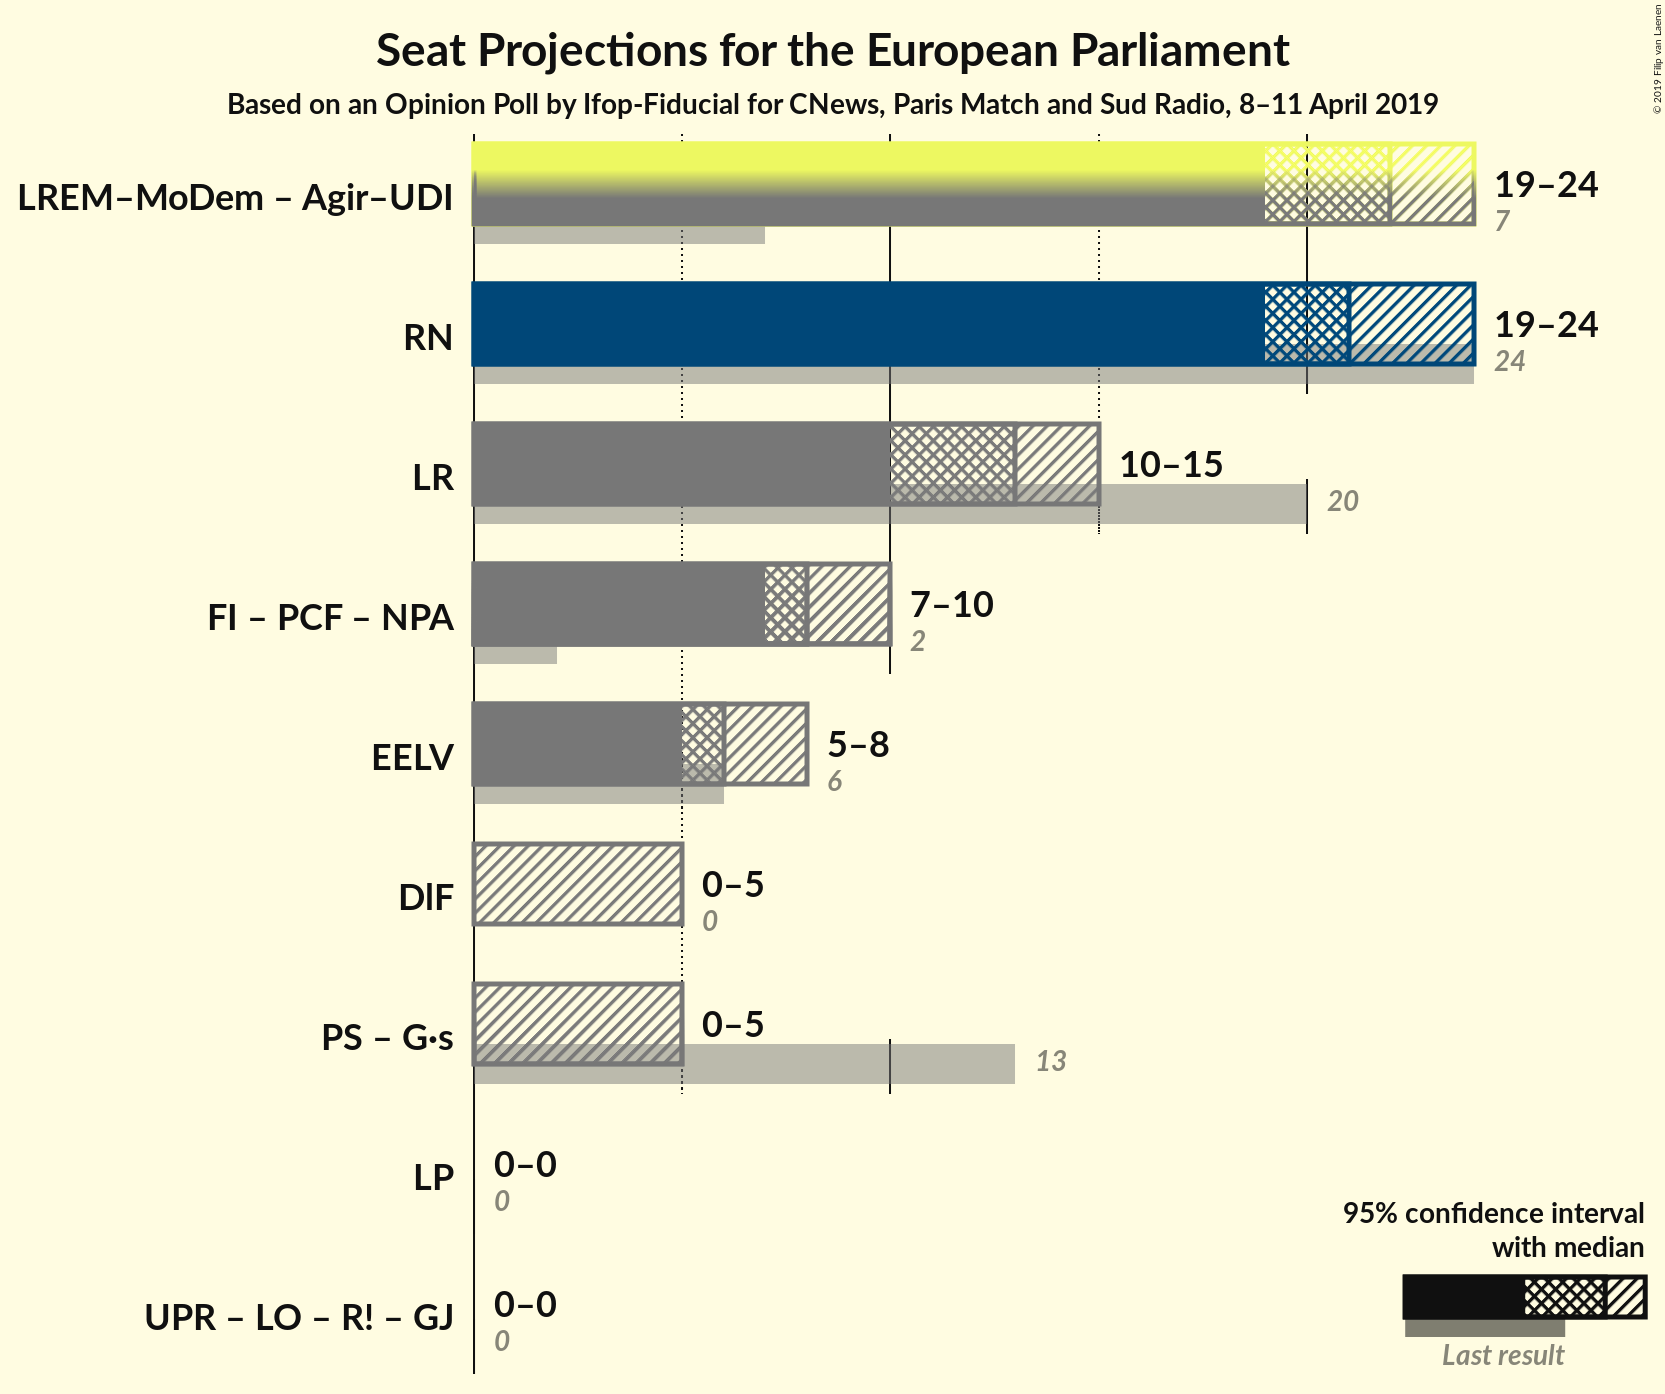 Seat Projections for the European Parliament
Based on an Opinion Poll by Ifop-Fiducial for CNews, Paris Match and Sud Radio, 8–11 April 2019
© 2019 Filip van Laenen
LREM–MoDem – Agir–UDI
19–24
7
RN
19–24
24
LR
10–15
20
FI – PCF – NPA
7–10
2
EELV
5–8
6
DlF
0–5
0
PS – G·s
0–5
13
LP
0–0
0
UPR – LO – R! – GJ
0–0
0
95% confidence interval
with median
Last result